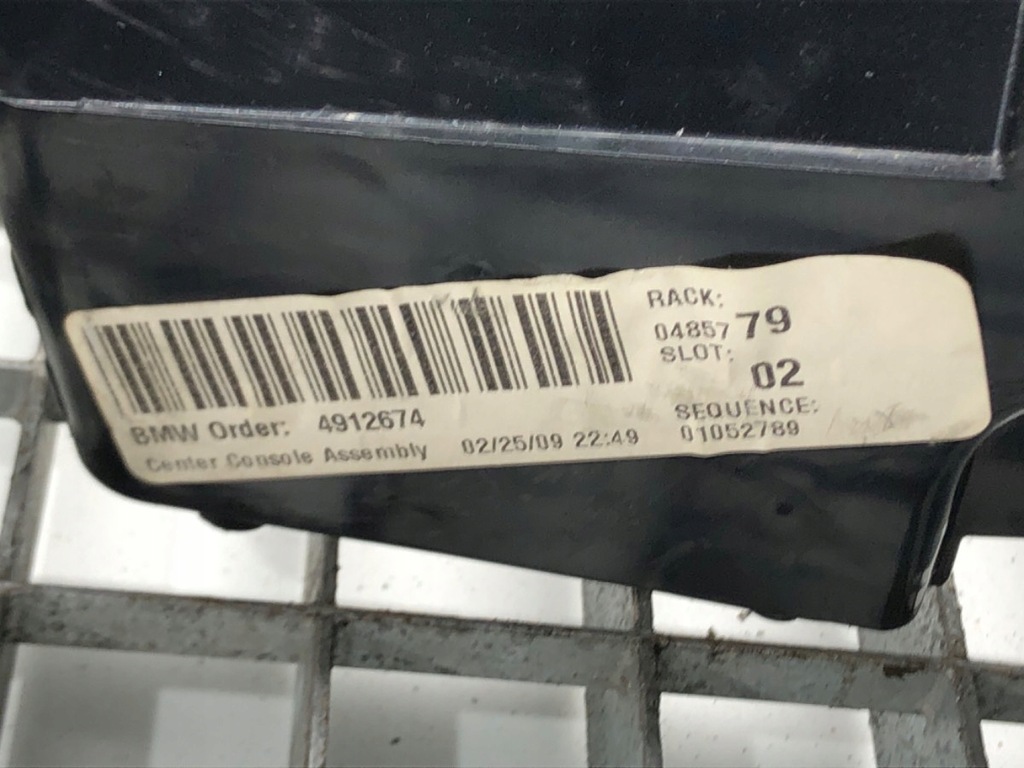 RACK:
04857 79
SLOT:
02
SEQUENCE:
01052789
BMW Order: 4912674
Center Console Assembly 02/25/09 22:49